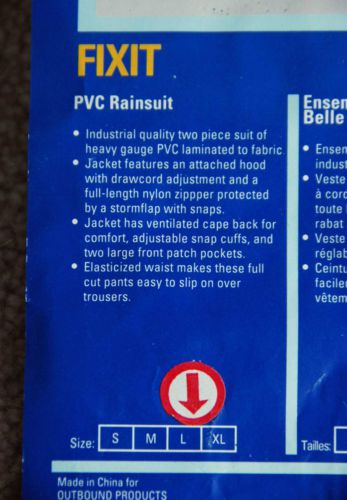 FIXIT
PVC Rainsuit
• Industrial quality two piece suit of
heavy gauge PVC laminated to fabric.
• Jacket features an attached hood
with drawcord adjustment and a
full-length nylon zippper protected
by a stormflap with snaps.
• Jacket has ventilated cape back for
comfort, adjustable snap cuffs, and
two large front patch pockets.
• Elasticized waist makes these full
cut pants easy to slip on over
trousers.
Size: S M L XL
Made in China for
OUTBOUND PRODUCTS
Ensem
Belle
• Ensem
indust
• Veste
à cord
toute l
rabat
• Veste
réglab
• Ceintu
facile
vêtem
Tailles: